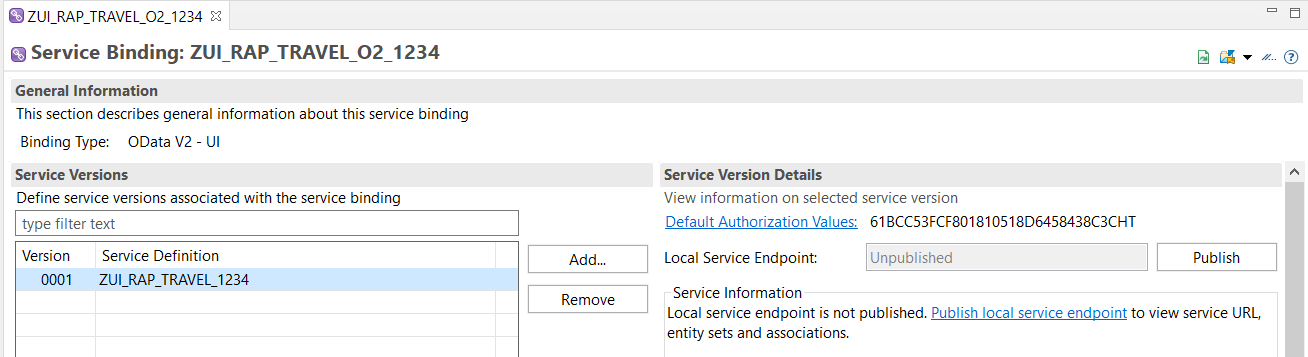 ZUI_RAP_TRAVEL_O2_1234
Service Binding: ZUI_RAP_TRAVEL_O2_1234
General Information
This section describes general information about this service binding
Binding Type: OData V2 - UI
Service Versions
Define service versions associated with the service binding
type filter text
Version Service Definition
0001 ZUI_RAP_TRAVEL_1234
Add...
Remove
Service Version Details
View information on selected service version
Default Authorization Values: 61BCC53FCF801810518D6458438C3CHT
Local Service Endpoint: Unpublished Publish
Service Information
Local service endpoint is not published. Publish local service endpoint to view service URL,
entity sets and associations.